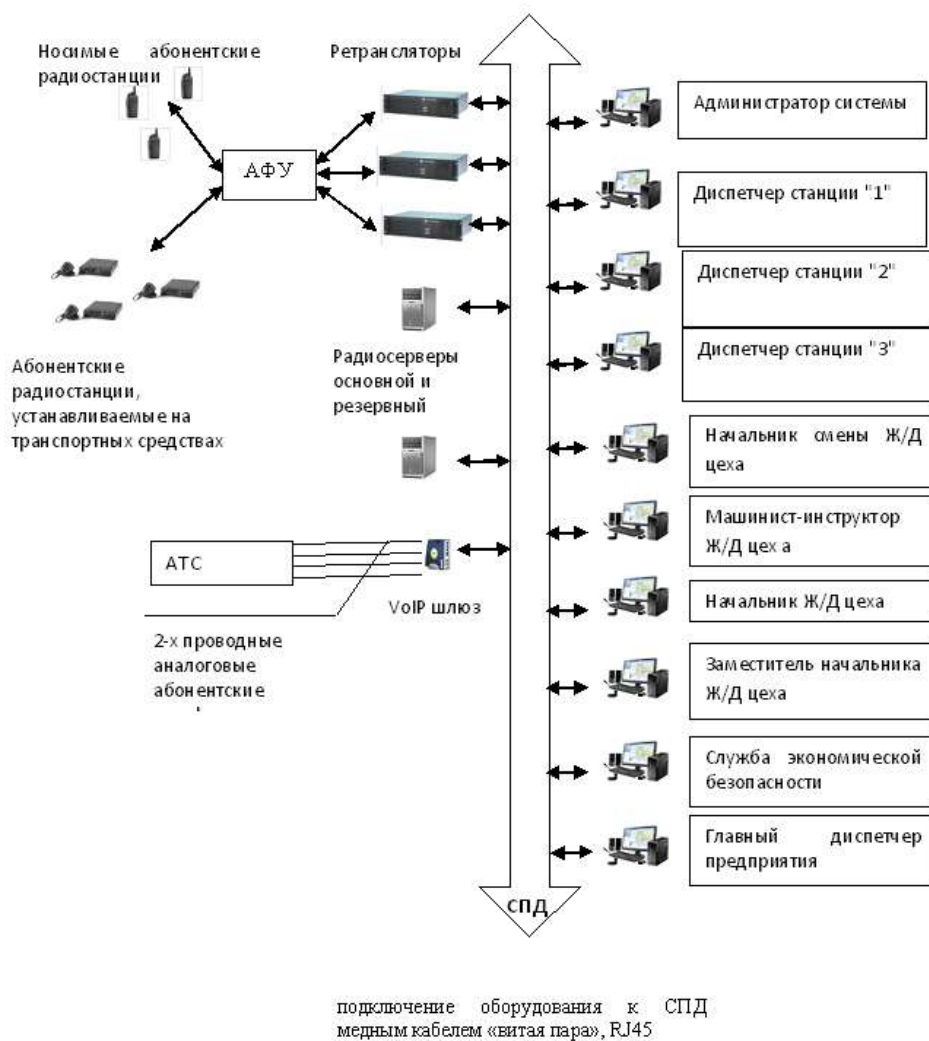 Носимые абонентские
радиостанции
Ретрансляторы
АФУ
Абонентские
радиостанции,
устанавливаемые на
транспортных средствах
Радиосерверы
основной и
резервный
АТС
VoIP шлюз
2-х проводные
аналоговые
абонентские
Администратор системы
Диспетчер станции "1"
Диспетчер станции "2"
Диспетчер станции "3"
Начальник смены Ж/Д
цеха
Машинист-инструктор
Ж/Д цех а
Начальник Ж/Д цеха
Заместитель начальника
Ж/Д цеха
Служба экономической
безопасности
Главный диспетчер
предприятия
СПД
подключение оборудования к СПД
медным кабелем «витая пара», RJ45